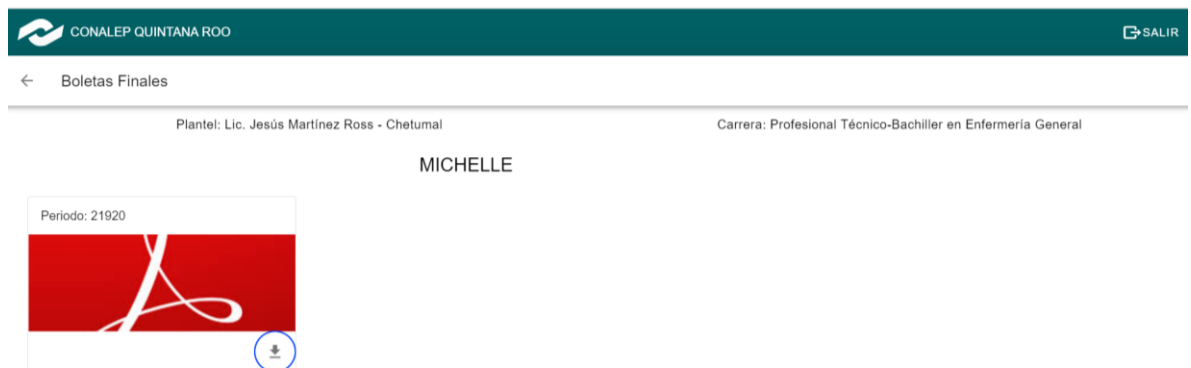 CONALEP QUINTANA ROO
SALIR
Boletas Finales
Plantel: Lic. Jesús Martínez Ross - Chetumal
Carrera: Profesional Técnico-Bachiller en Enfermería General
MICHELLE
Periodo: 21920